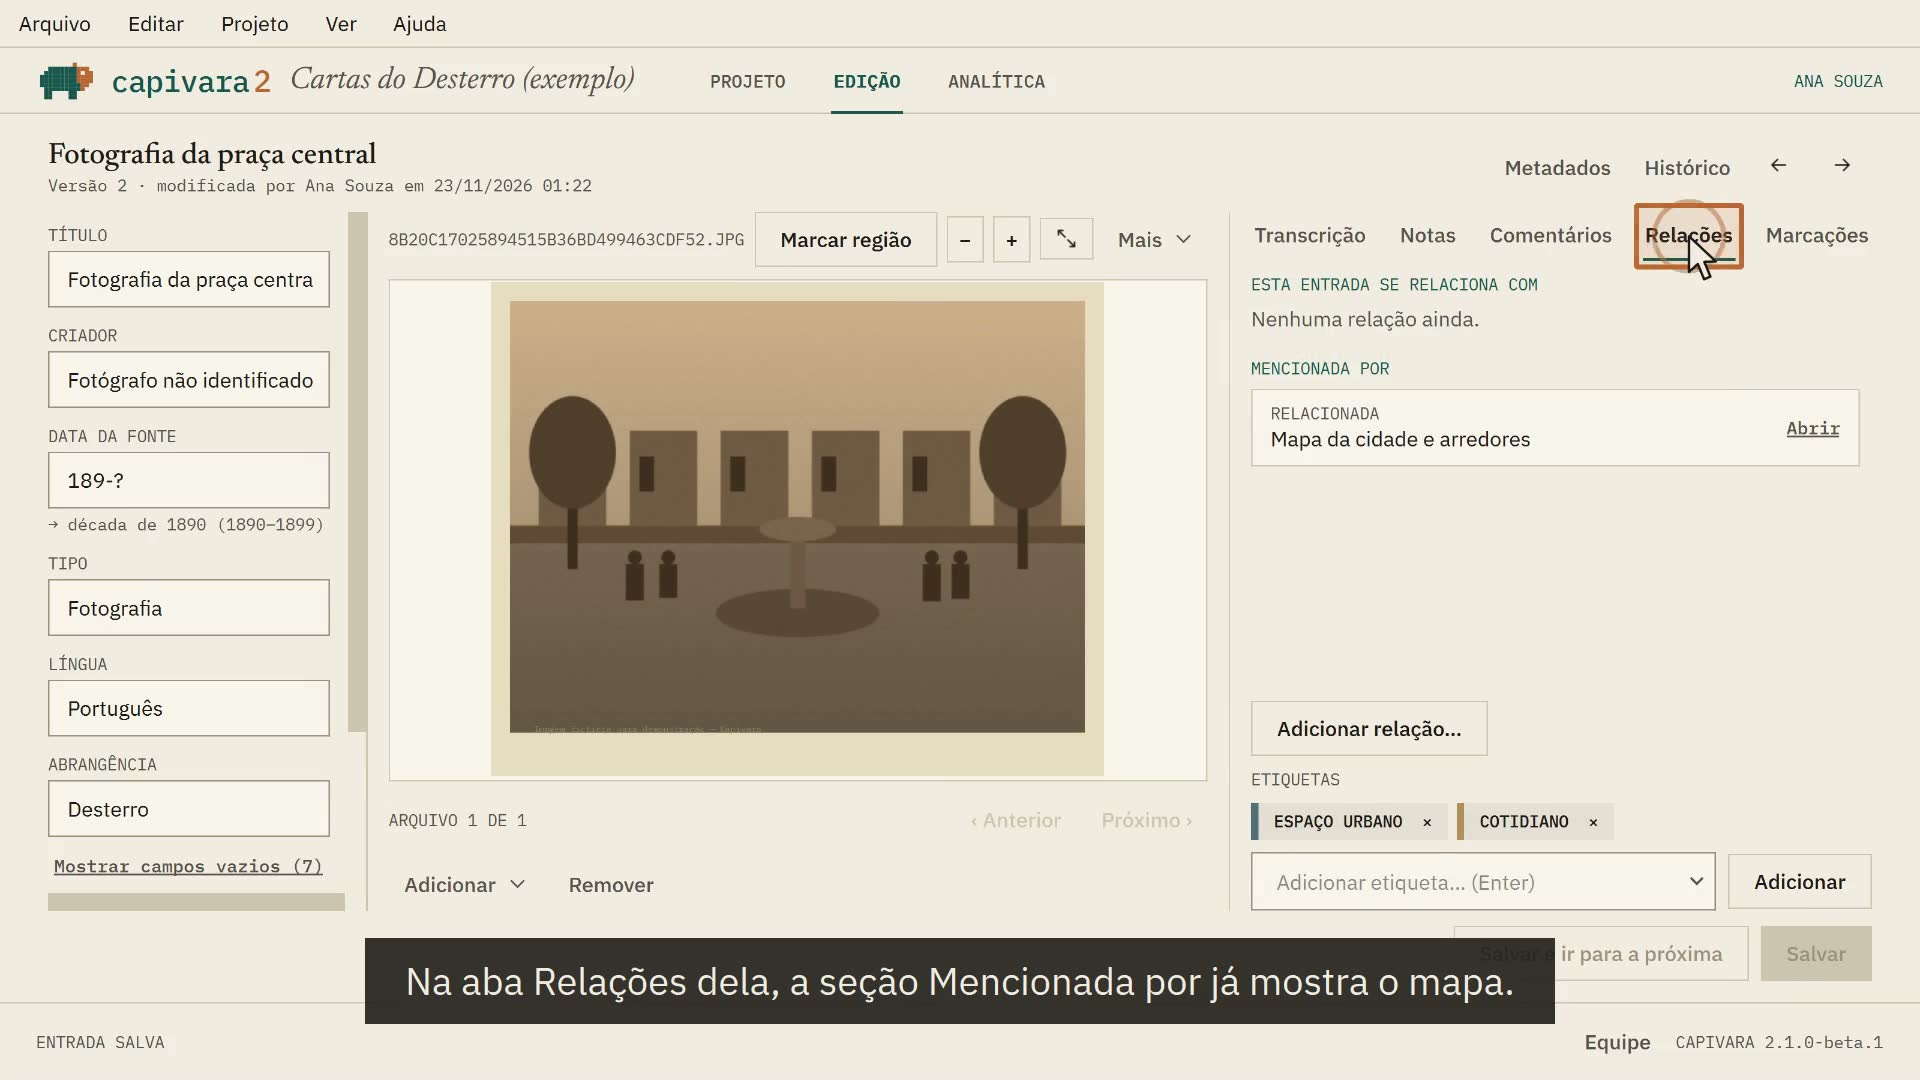 Arquivo Editar Projeto Ver Ajuda
capivara2 Cartas do Desterro (exemplo) PROJETO EDIÇÃO ANALÍTICA ANA SOUZA
Fotografia da praça central
Versão 2 · modificada por Ana Souza em 23/11/2026 01:22
Metadados Histórico ← →
TÍTULO
Fotografia da praça centra
CRIADOR
Fotógrafo não identificado
DATA DA FONTE
189-?
→ década de 1890 (1890–1899)
TIPO
Fotografia
LÍNGUA
Português
ABRANGÊNCIA
Desterro
Mostrar campos vazios (7)
8B20C17025894515B36BD499463CDF52.JPG Marcar região − + Mais
ARQUIVO 1 DE 1 ‹ Anterior Próximo ›
Adicionar Remover
Transcrição Notas Comentários Relações Marcações
ESTA ENTRADA SE RELACIONA COM
Nenhuma relação ainda.
MENCIONADA POR
RELACIONADA
Mapa da cidade e arredores
Abrir
Adicionar relação...
ETIQUETAS
ESPAÇO URBANO × COTIDIANO ×
Adicionar etiqueta... (Enter) Adicionar
Salvar e ir para a próxima Salvar
Na aba Relações dela, a seção Mencionada por já mostra o mapa.
ENTRADA SALVA Equipe CAPIVARA 2.1.0-beta.1